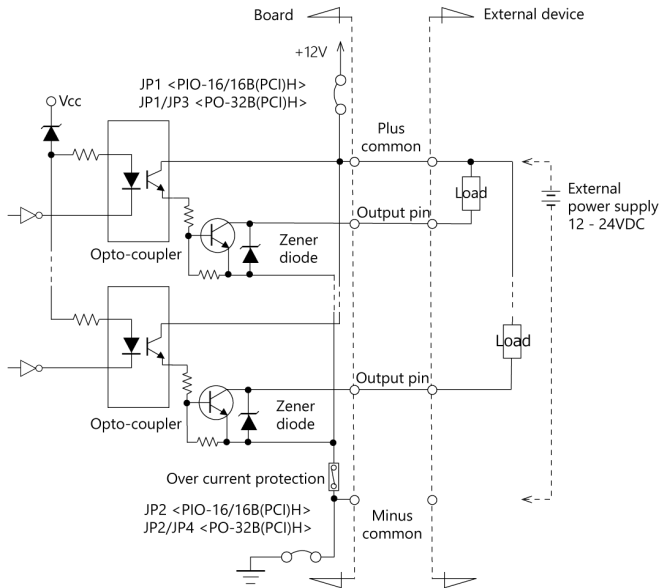 Board
External device
+12V
JP1 <PIO-16/16B(PCI)H>
JP1/JP3 <PO-32B(PCI)H>
Vcc
Plus
common
Load
External
power supply
12 - 24VDC
Output pin
Opto-coupler
Zener
diode
Load
Output pin
Opto-coupler
Zener
diode
Over current protection
JP2 <PIO-16/16B(PCI)H>
JP2/JP4 <PO-32B(PCI)H>
Minus
common